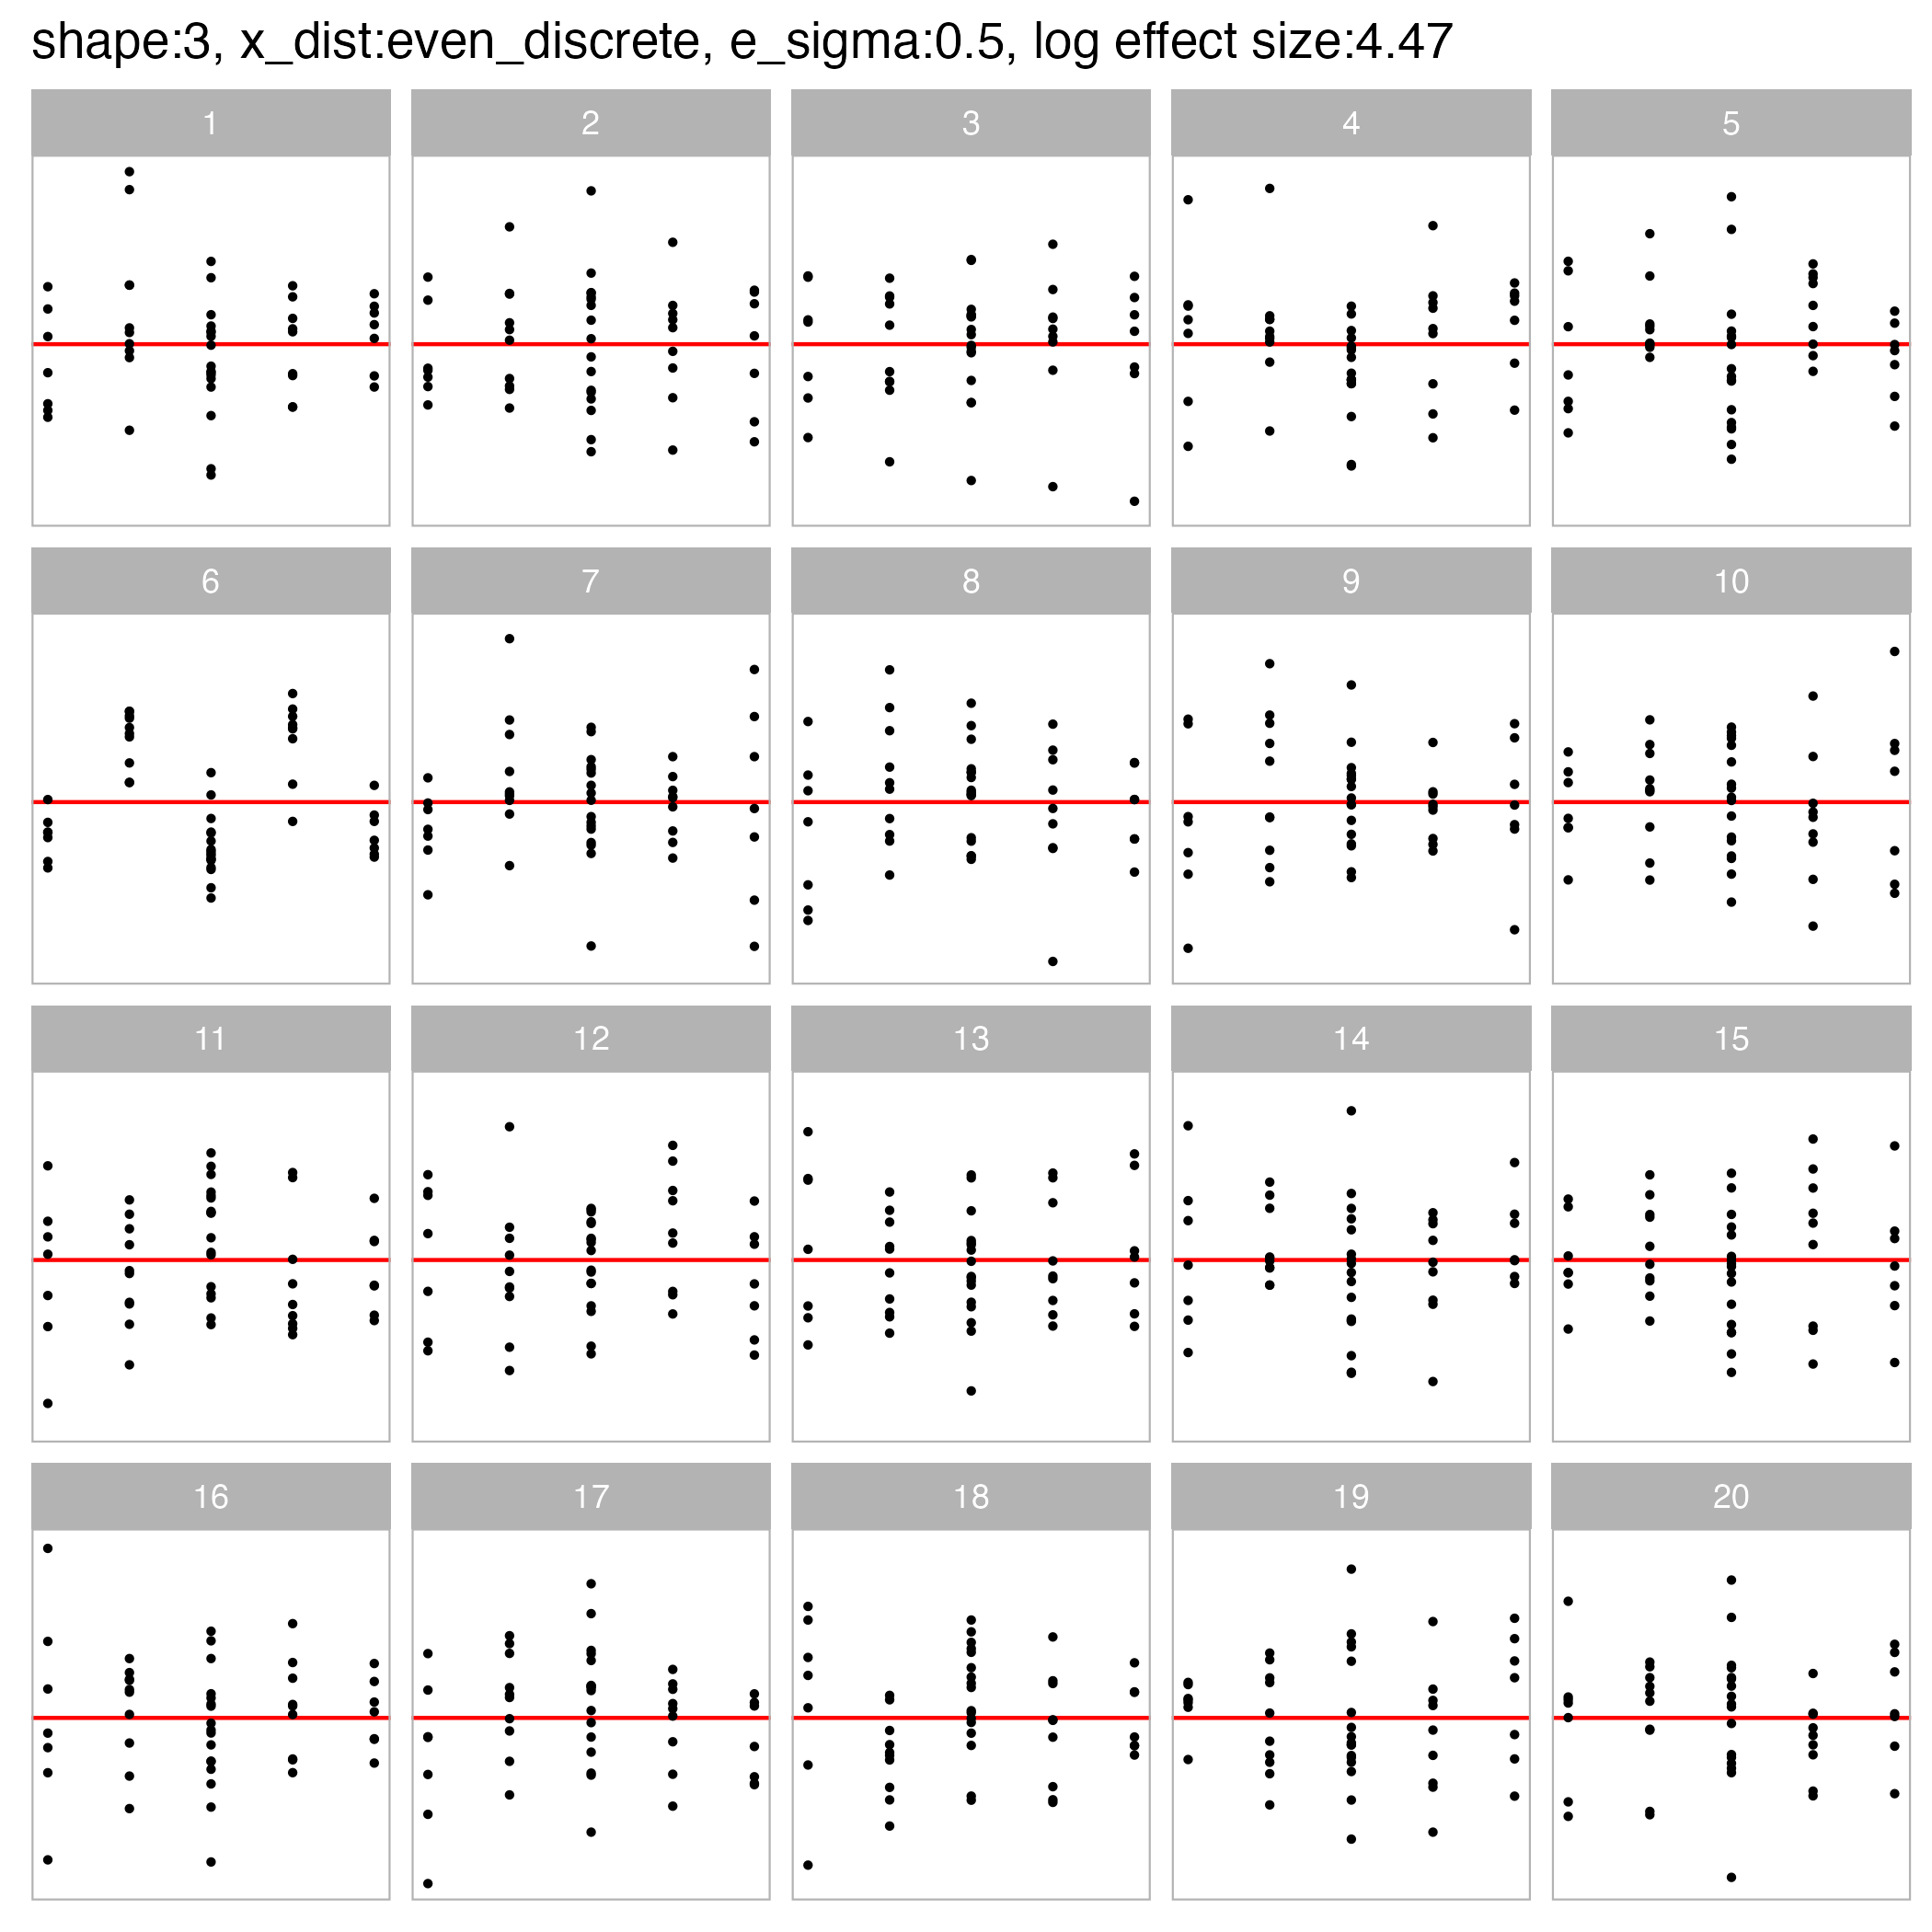 shape:3, x_dist:even_discrete, e_sigma:0.5, log effect size:4.47
1 2 3 4 5
6 7 8 9 10
11 12 13 14 15
16 17 18 19 20